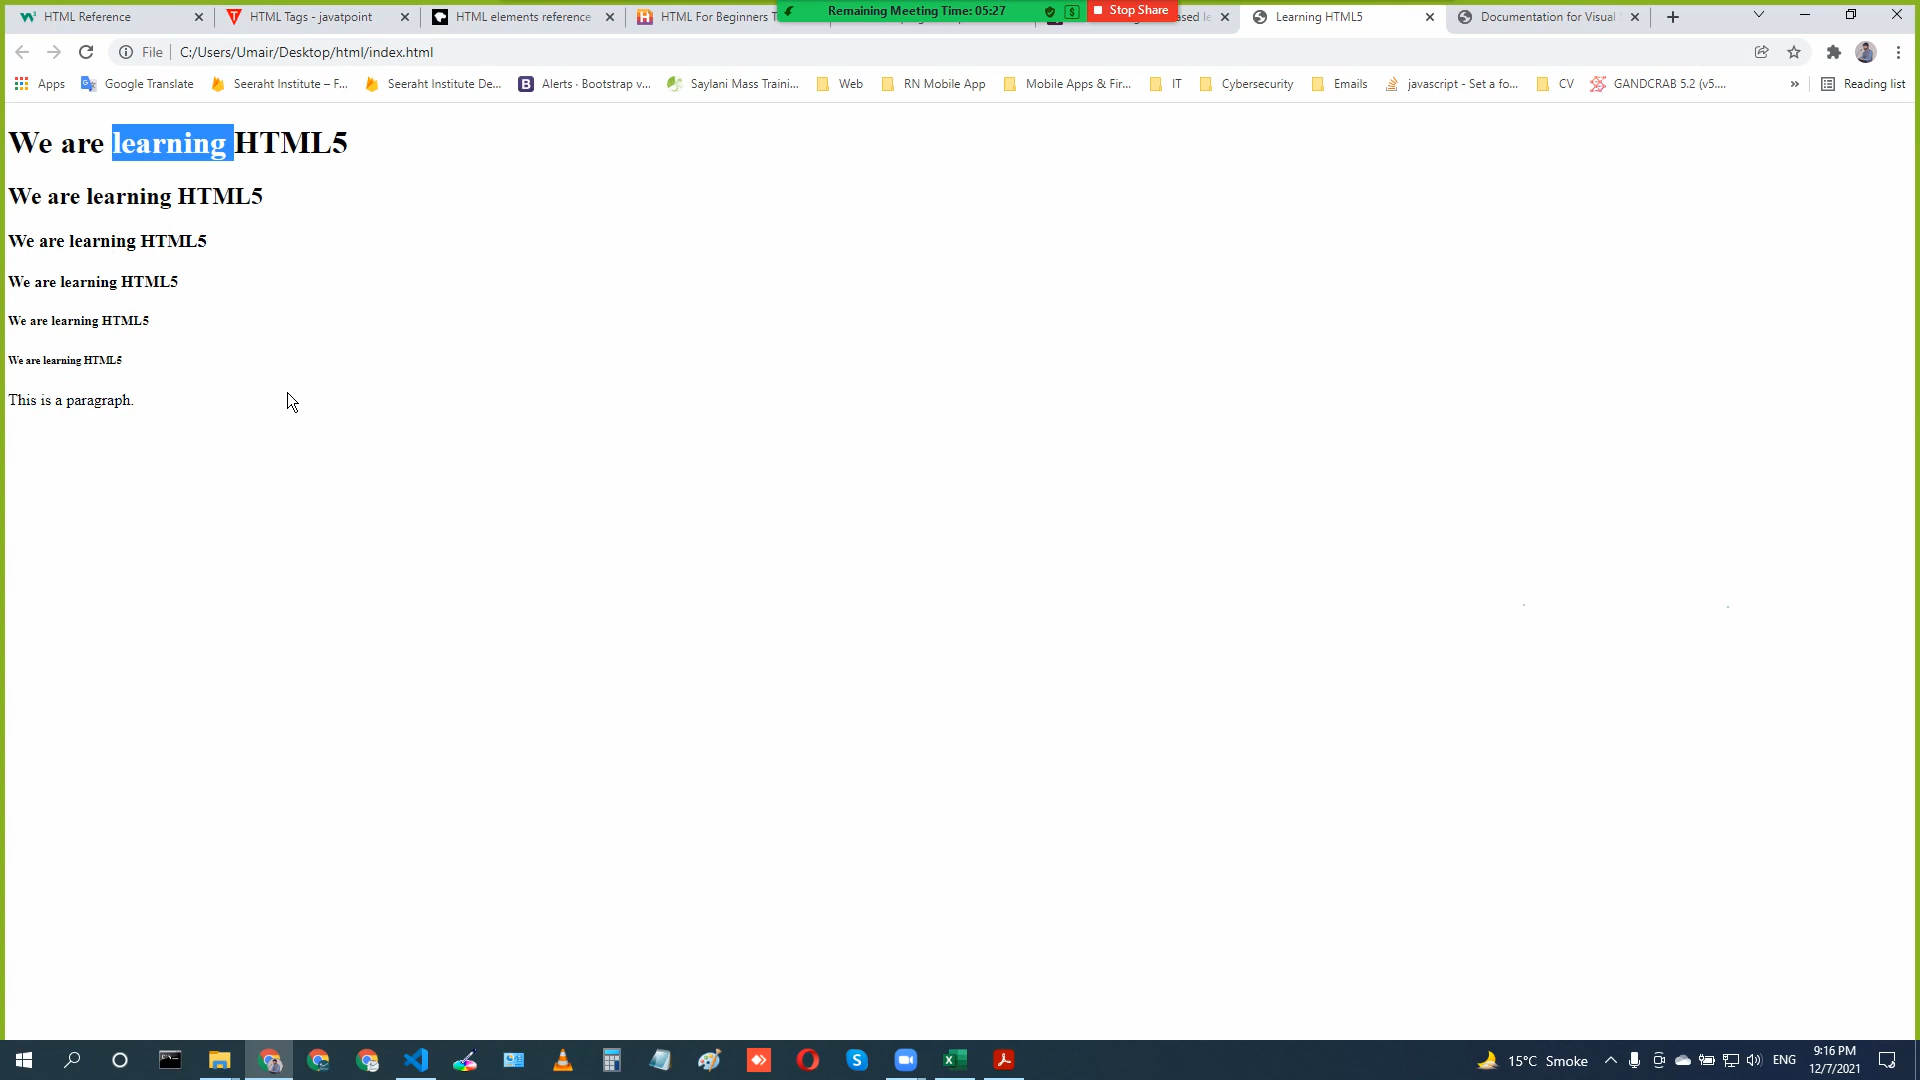 HTML Reference
HTML Tags - javatpoint
HTML elements reference
HTML For Beginners T
Remaining Meeting Time: 05:27
Stop Share
Learning HTML5
Documentation for Visual
File
C:/Users/Umair/Desktop/html/index.html
Apps
Google Translate
Seeraht Institute – F...
Seeraht Institute De...
Alerts · Bootstrap v...
Saylani Mass Traini...
Web
RN Mobile App
Mobile Apps & Fir...
IT
Cybersecurity
Emails
javascript - Set a fo...
CV
GANDCRAB 5.2 (v5....
»
Reading list
We are learning HTML5
We are learning HTML5
We are learning HTML5
We are learning HTML5
We are learning HTML5
We are learning HTML5
This is a paragraph.
15°C Smoke
ENG
9:16 PM
12/7/2021